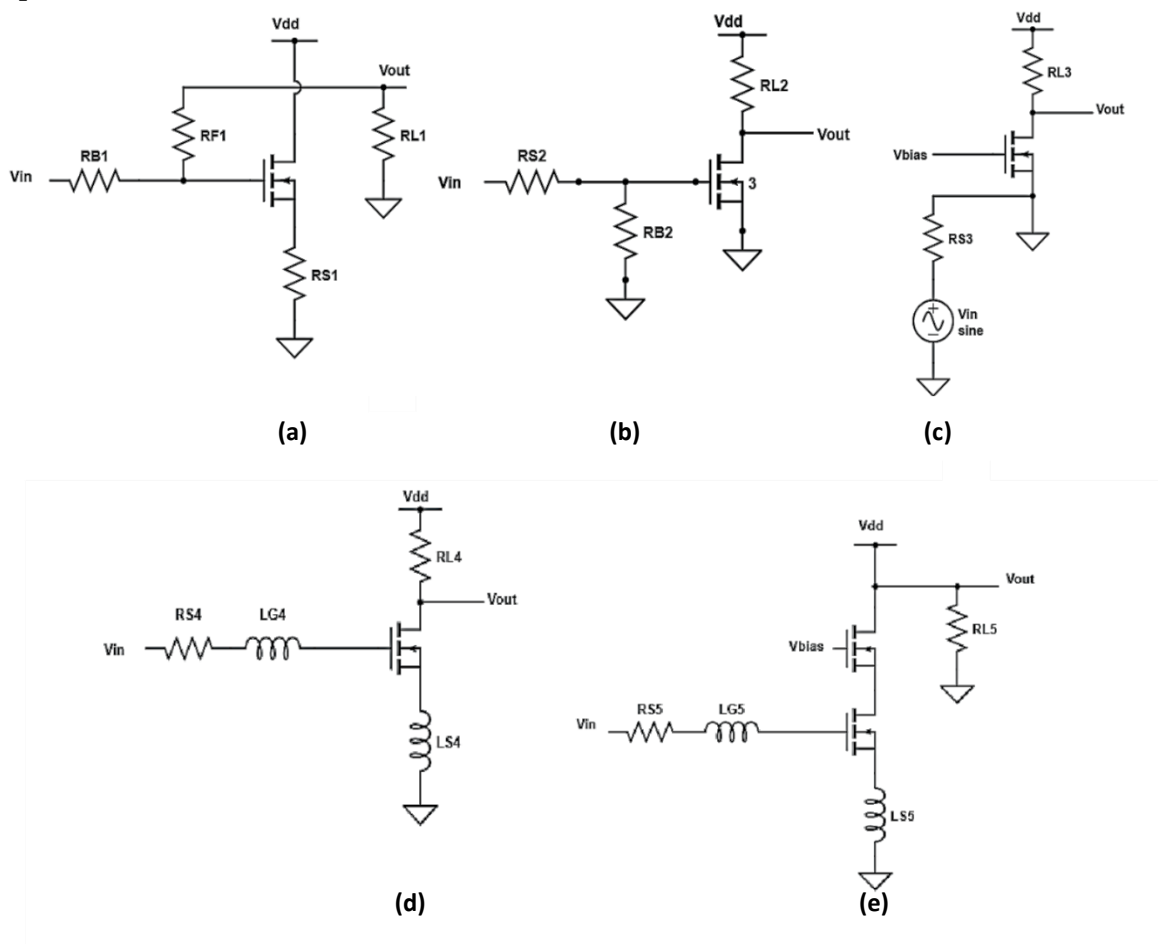 Vdd
Vout
RF1
RL1
RB1
Vin
RS1
(a)
Vdd
RL2
Vout
RS2
Vin
3
RB2
(b)
Vdd
RL3
Vout
Vbias
RS3
Vin
sine
(c)
Vdd
RL4
Vout
RS4
LG4
Vin
LS4
(d)
Vdd
Vout
RL5
Vbias
RS5
LG5
Vin
LS5
(e)